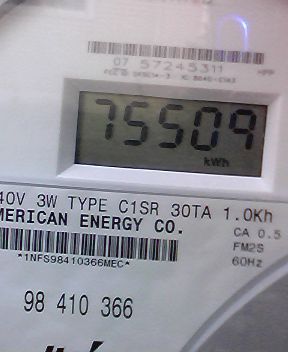 07 57245311
HPP
75509
kWh
40V 3W TYPE C1SR 30TA 1.0Kh
MERICAN ENERGY CO.
CA 0.5
*1NFS98410366MEC*
FM2S
60Hz
98 410 366